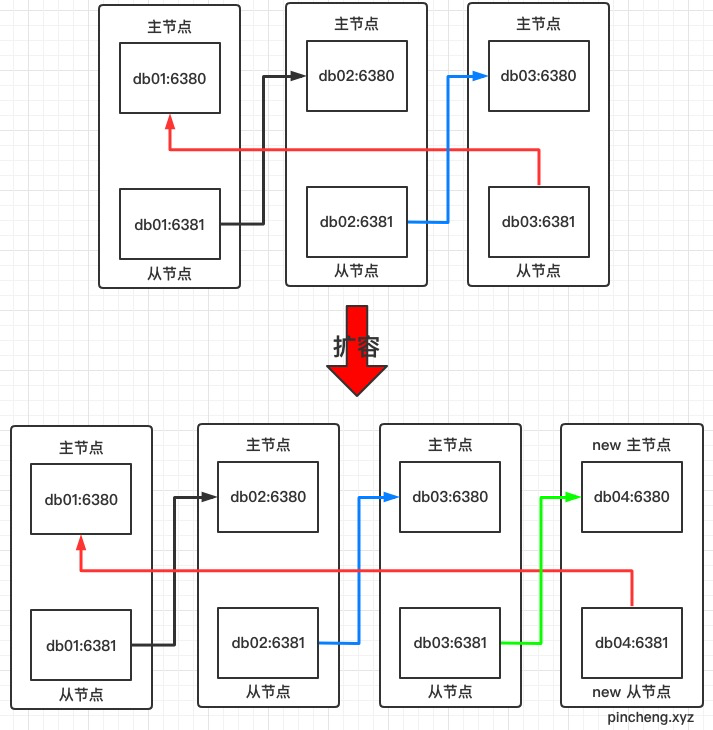 主节点
主节点
主节点
db01:6380
db02:6380
db03:6380
db01:6381
db02:6381
db03:6381
从节点
从节点
从节点
扩容
主节点
主节点
主节点
new 主节点
db01:6380
db02:6380
db03:6380
db04:6380
db01:6381
db02:6381
db03:6381
db04:6381
从节点
从节点
从节点
new 从节点
pincheng.xyz